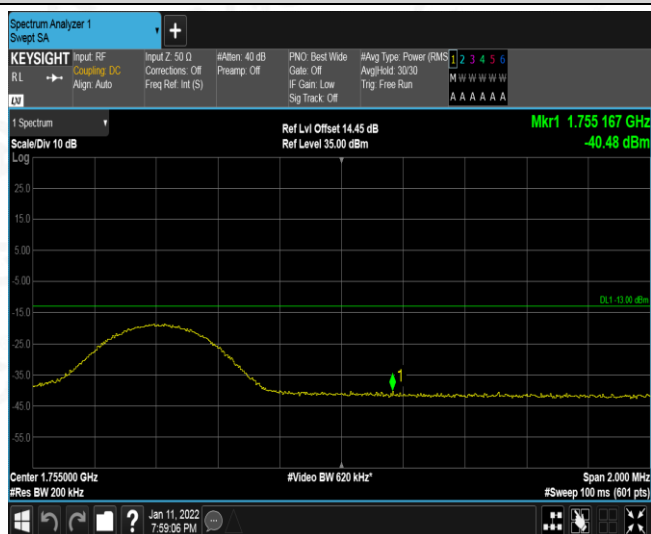 Spectrum Analyzer 1
Swept SA
+
KEYSIGHT
RL
LXI
Input: RF
Coupling: DC
Align: Auto
Input Z: 50 Ω
Corrections: Off
Freq Ref: Int (S)
#Atten: 40 dB
Preamp: Off
PNO: Best Wide
Gate: Off
IF Gain: Low
Sig Track: Off
#Avg Type: Power (RMS
Avg|Hold: 30/30
Trig: Free Run
1 2 3 4 5 6
M W W W W W
A A A A A A
1 Spectrum
Scale/Div 10 dB
Log
Ref Lvl Offset 14.45 dB
Ref Level 35.00 dBm
Mkr1 1.755 167 GHz
-40.48 dBm
25.0
15.0
5.00
-5.00
DL1 -13.00 dBm
-15.0
-25.0
-35.0
1
-45.0
-55.0
Center 1.755000 GHz
#Res BW 200 kHz
#Video BW 620 kHz*
Span 2.000 MHz
#Sweep 100 ms (601 pts)
?
Jan 11, 2022
7:59:06 PM